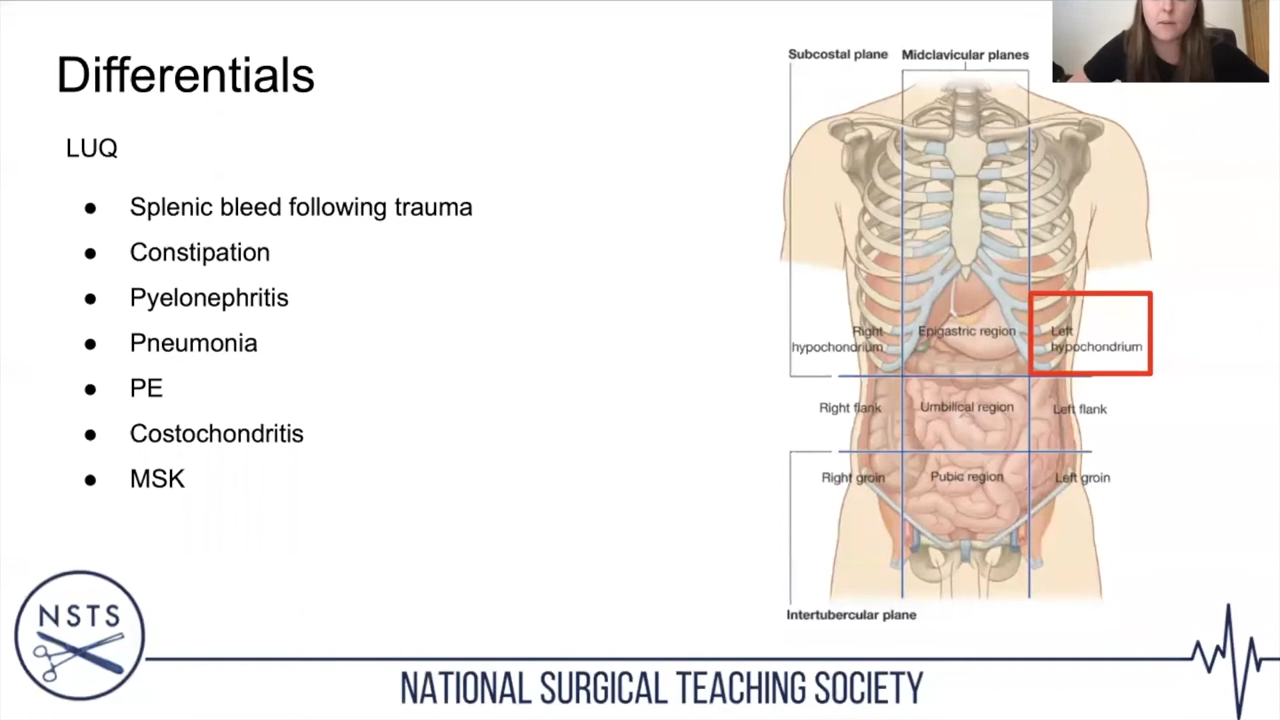 Differentials
LUQ
● Splenic bleed following trauma
● Constipation
● Pyelonephritis
● Pneumonia
● PE
● Costochondritis
● MSK
Subcostal plane
Midclavicular planes
Right
hypochondrium
Epigastric region
Left
hypochondrium
Right flank
Umbilical region
Left flank
Right groin
Pubic region
Left groin
Intertubercular plane
NSTS
NATIONAL SURGICAL TEACHING SOCIETY